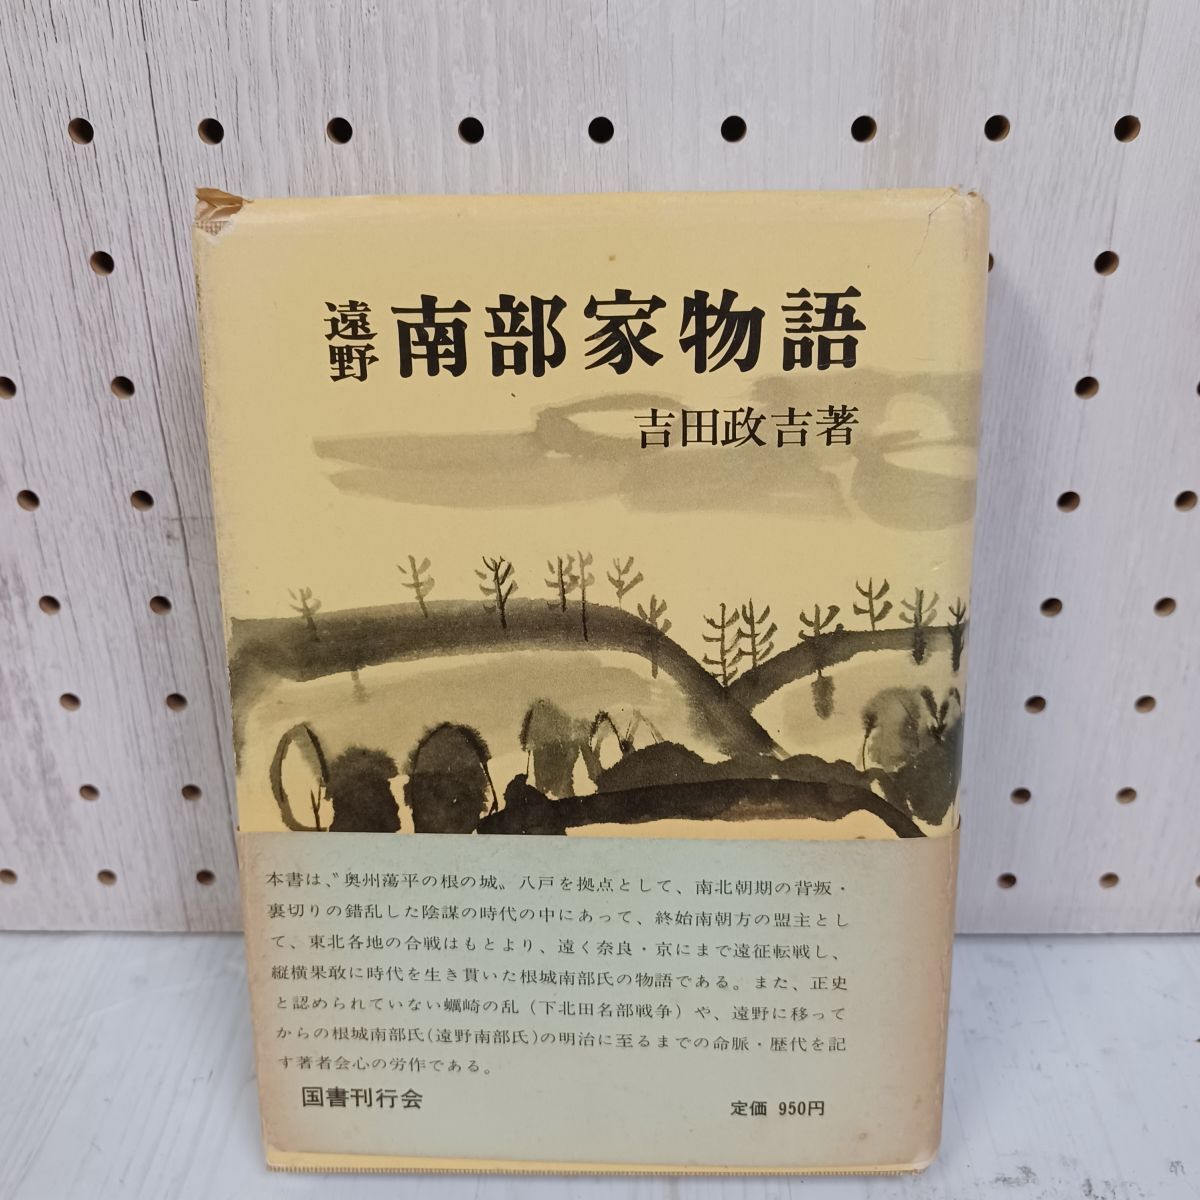 遠野 南部家物語
吉田政吉著
本書は、〝奥州蕩平の根の城〟八戸を拠点として、南北朝期の背叛・
裏切りの錯乱した陰謀の時代の中にあって、終始南朝方の盟主とし
て、東北各地の合戦はもとより、遠く奈良・京にまで遠征転戦し、
縦横果敢に時代を生き貫いた根城南部氏の物語である。また、正史
と認められていない蠣崎の乱（下北田名部戦争）や、遠野に移って
からの根城南部氏(遠野南部氏)の明治に至るまでの命脈・歴代を記
す著者会心の労作である。
国書刊行会
定価 950円